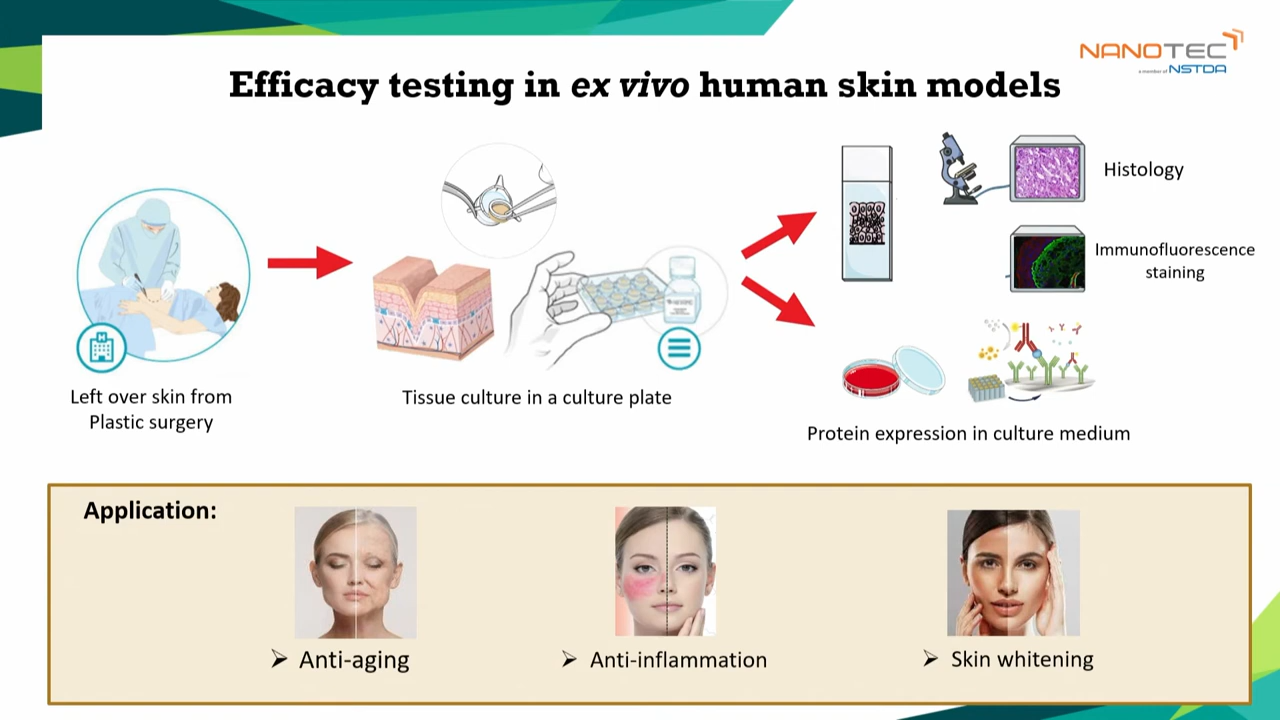 NANOTEC
a member of NSTDA
Efficacy testing in ex vivo human skin models
Histology
Immunofluorescence
staining
Left over skin from
Plastic surgery
Tissue culture in a culture plate
Protein expression in culture medium
Application:
➢ Anti-aging
➢ Anti-inflammation
➢ Skin whitening